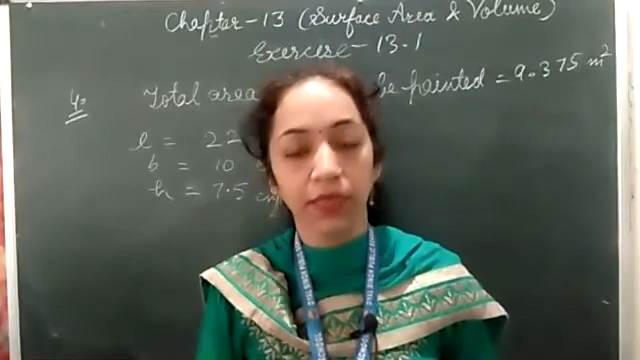 Chapter-13 (Surface Area & Volume)
Exercise-13.1
4. Total area be painted = 9.375 m²
l = 22
b = 10
h = 7.5 cm